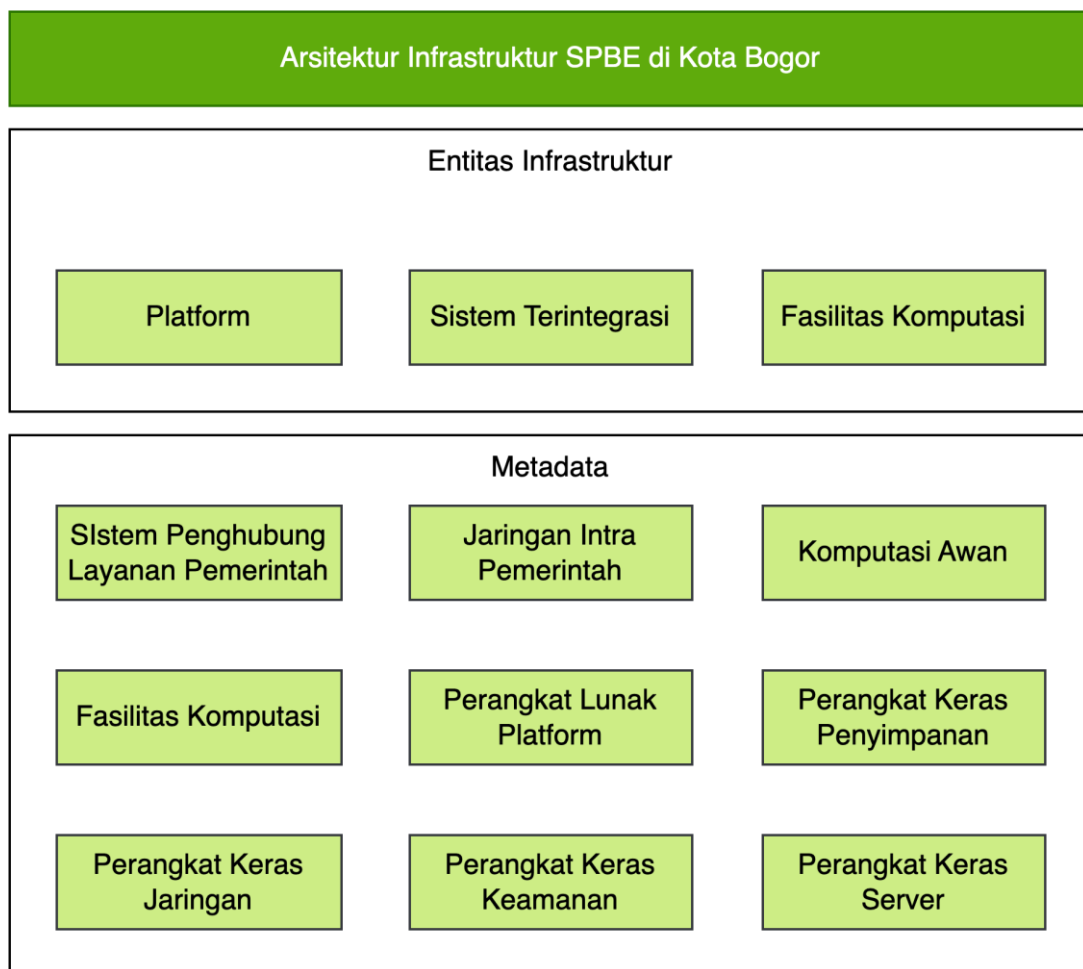 Arsitektur Infrastruktur SPBE di Kota Bogor
Entitas Infrastruktur
Platform
Sistem Terintegrasi
Fasilitas Komputasi
Metadata
SIstem Penghubung
Layanan Pemerintah
Jaringan Intra
Pemerintah
Komputasi Awan
Fasilitas Komputasi
Perangkat Lunak
Platform
Perangkat Keras
Penyimpanan
Perangkat Keras
Jaringan
Perangkat Keras
Keamanan
Perangkat Keras
Server